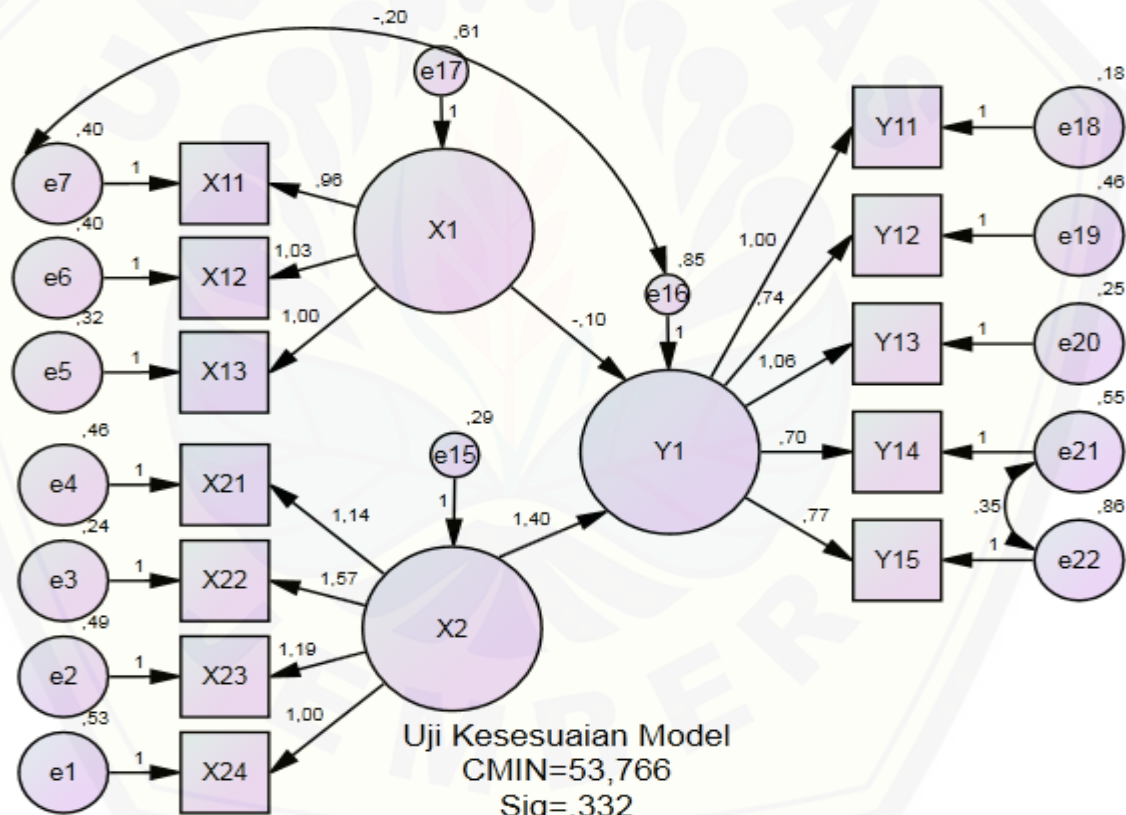 -,20
,61
e17
1
,40
e7
1
X11
,96
,40
e6
1
X12
1,03
,32
e5
1
X13
1,00
X1
-,10
,85
e16
1
,46
e4
1
X21
1,14
,24
e3
1
X22
1,57
,49
e2
1
X23
1,19
,53
e1
1
X24
1,00
,29
e15
1
X2
1,40
Y1
1,00
Y11
1
,18
e18
,74
Y12
1
,46
e19
1,06
Y13
1
,25
e20
,70
Y14
1
,55
e21
,77
Y15
1
,35
,86
e22
Uji Kesesuaian Model
CMIN=53,766
Sig=,332